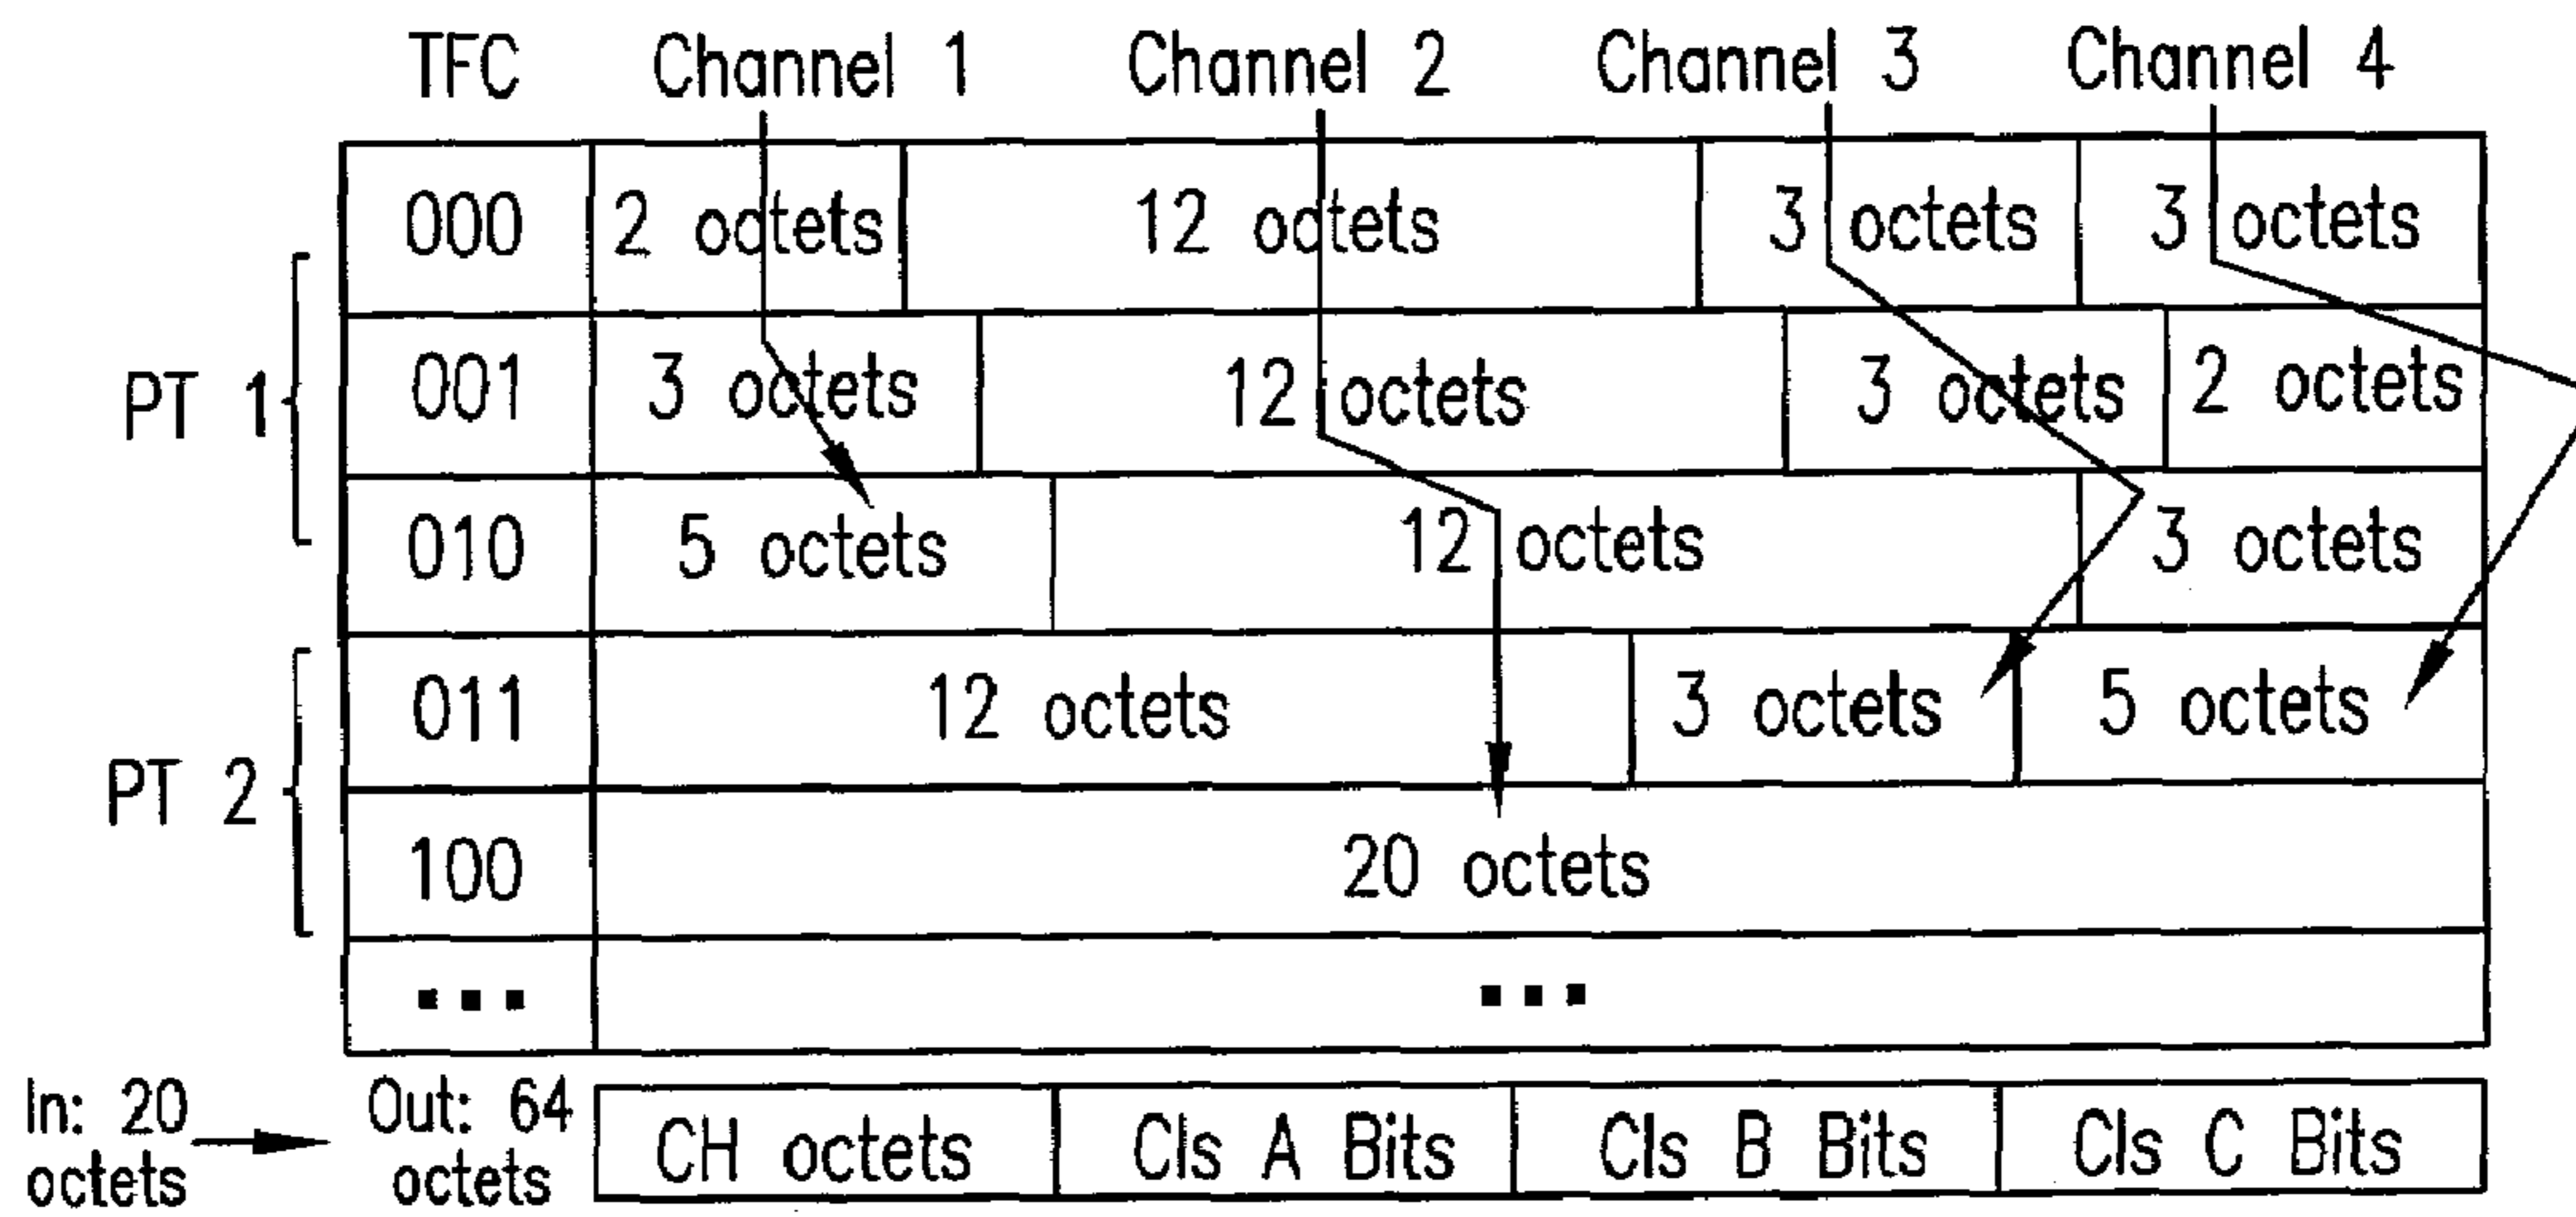 TFC Channel 1 Channel 2 Channel 3 Channel 4
000 2 octets 12 octets 3 octets 3 octets
PT 1
001 3 octets 12 octets 3 octets 2 octets
010 5 octets 12 octets 3 octets
PT 2
011 12 octets 3 octets 5 octets
100 20 octets
... ...
In: 20 octets
Out: 64 octets
CH octets Cls A Bits Cls B Bits Cls C Bits